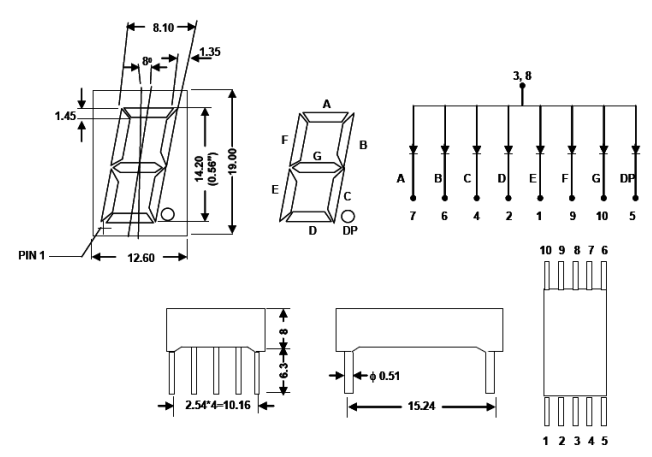 8.10
8º
1.35
1.45
14.20
(0.56")
19.00
PIN 1
12.60
A
F
B
G
E
C
D
DP
3, 8
A B C D E F G DP
7 6 4 2 1 9 10 5
8
6.3
2.54*4=10.16
ϕ 0.51
15.24
10 9 8 7 6
1 2 3 4 5